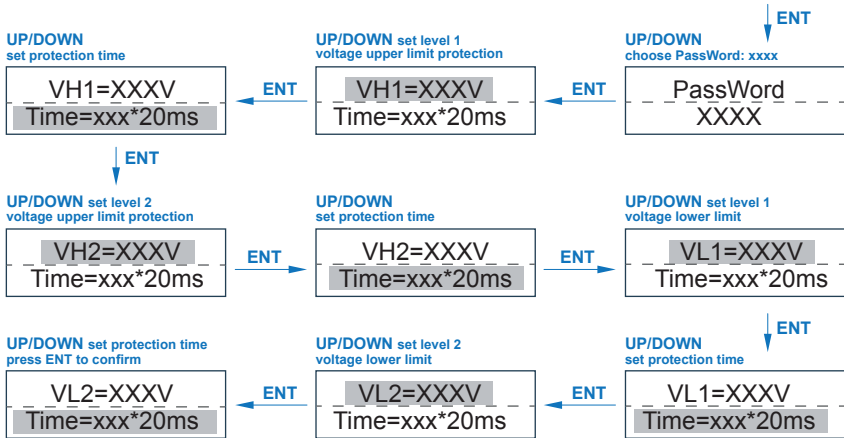 ENT
UP/DOWN
set protection time
VH1=XXXV
Time=xxx*20ms
ENT
UP/DOWN set level 1
voltage upper limit protection
VH1=XXXV
Time=xxx*20ms
ENT
UP/DOWN
choose PassWord: xxxx
PassWord
XXXX
ENT
UP/DOWN set level 2
voltage upper limit protection
VH2=XXXV
Time=xxx*20ms
ENT
UP/DOWN
set protection time
VH2=XXXV
Time=xxx*20ms
ENT
UP/DOWN set level 1
voltage lower limit
VL1=XXXV
Time=xxx*20ms
ENT
UP/DOWN set protection time
press ENT to confirm
VL2=XXXV
Time=xxx*20ms
ENT
UP/DOWN set level 2
voltage lower limit
VL2=XXXV
Time=xxx*20ms
ENT
UP/DOWN
set protection time
VL1=XXXV
Time=xxx*20ms